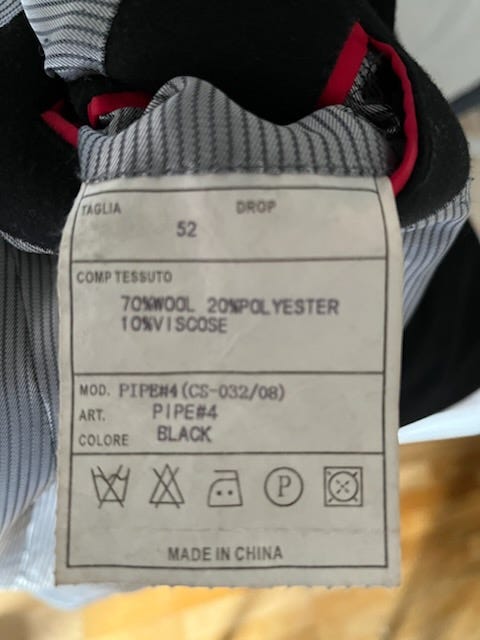 TAGLIA DROP
52
COMP TESSUTO
70%WOOL 20%POLYESTER
10%VISCOSE
MOD. PIPE#4(CS-032/08)
ART. PIPE#4
COLORE BLACK
P
MADE IN CHINA